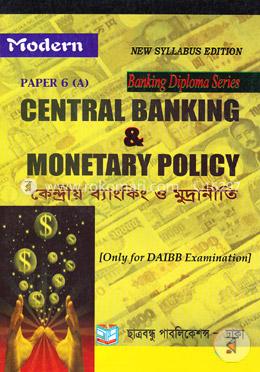 Modern
NEW SYLLABUS EDITION
PAPER 6 (A)
Banking Diploma Series
CENTRAL BANKING
&
MONETARY POLICY
কেন্দ্রীয় ব্যাংকিং ও মুদ্রানীতি
[Only for DAIBB Examination]
ছাত্রবন্ধু পাবলিকেশন্স - ঢাকা